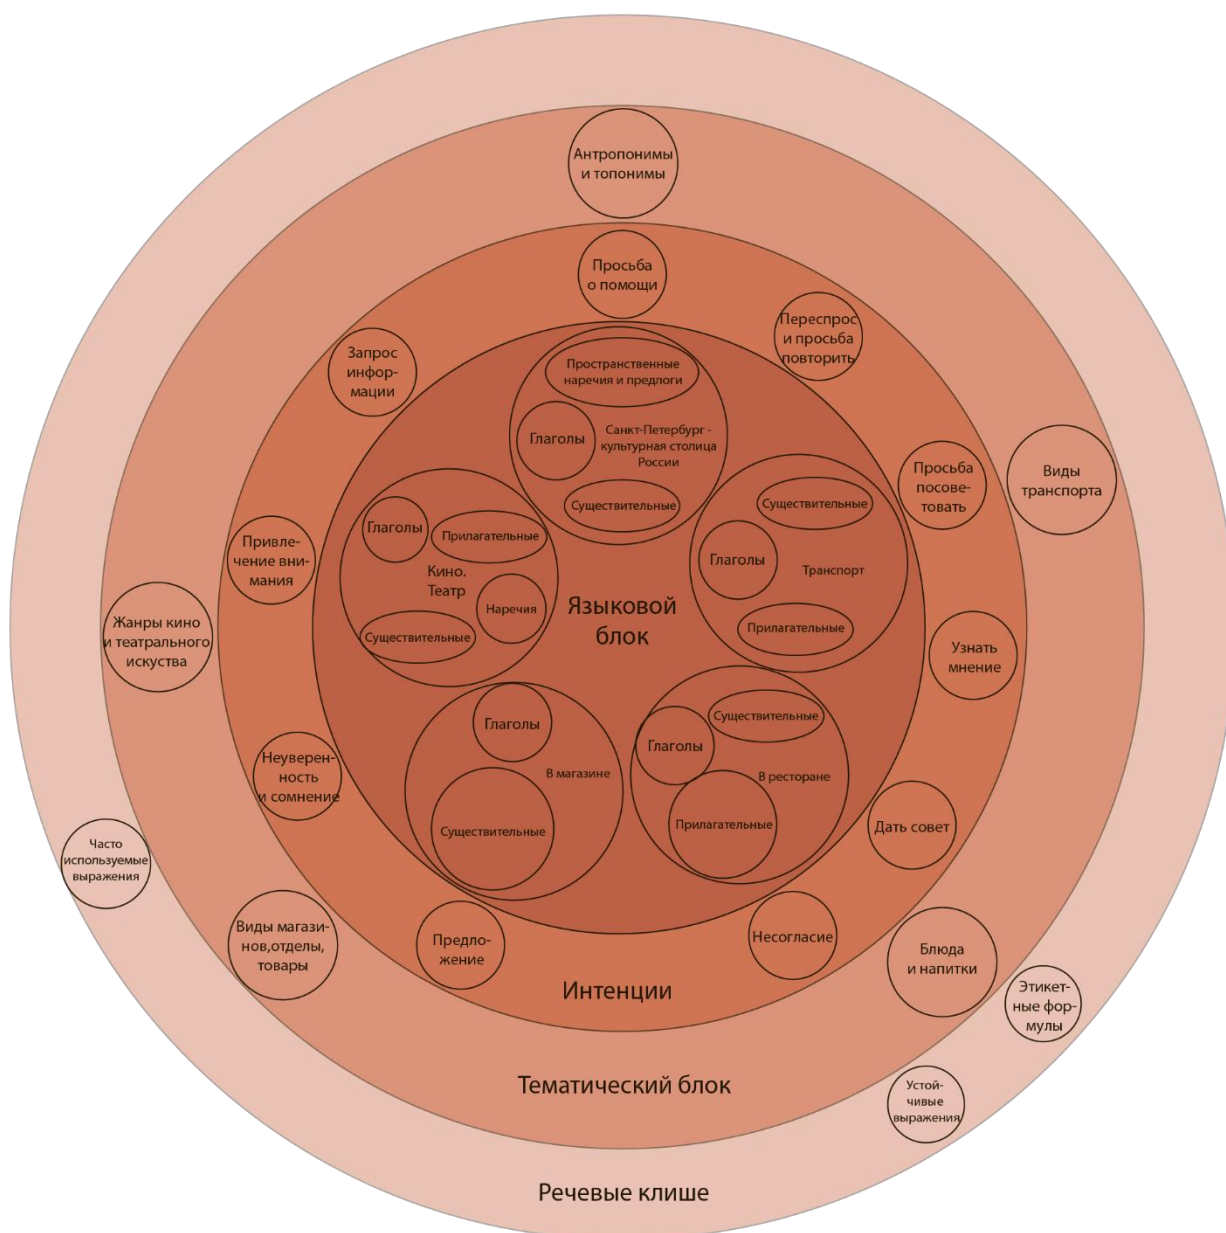 Антропонимы
и топонимы
Просьба
о помощи
Переспрос
и просьба
повторить
Запрос
инфор-
мации
Пространственные
наречия и предлоги
Глаголы
Санкт-Петербург -
культурная столица
России
Существительные
Просьба
посове-
товать
Виды
транспорта
Глаголы
Прилагательные
Кино.
Театр
Наречия
Существительные
Существительные
Глаголы
Транспорт
Прилагательные
Привле-
чение вни-
мания
Языковой
блок
Жанры кино
и театрального
искуства
Узнать
мнение
Глаголы
В магазине
Существительные
Существительные
Глаголы
В ресторане
Прилагательные
Неуверен-
ность
и сомнение
Дать совет
Часто
используемые
выражения
Виды магази-
нов,отделы,
товары
Предло-
жение
Несогласие
Блюда
и напитки
Интенции
Этикет-
ные фор-
мулы
Тематический блок
Устой-
чивые
выражения
Речевые клише